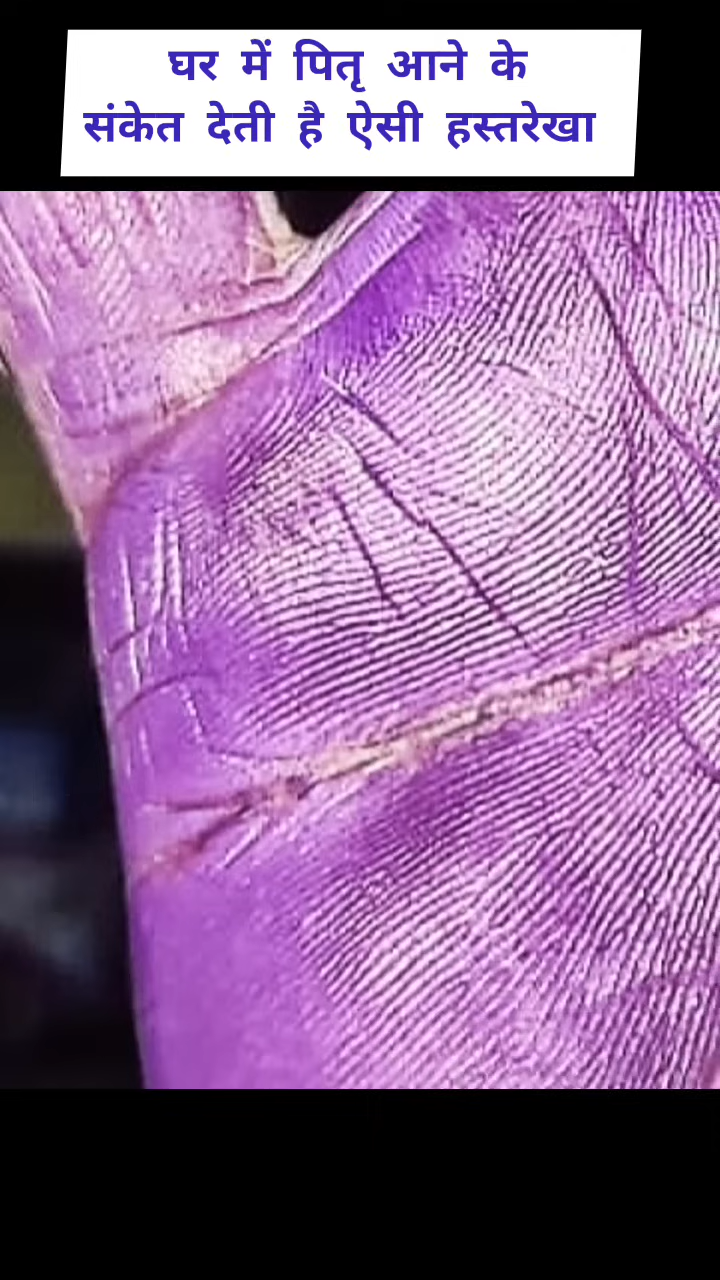 घर में पितृ आने के
संकेत देती है ऐसी हस्तरेखा